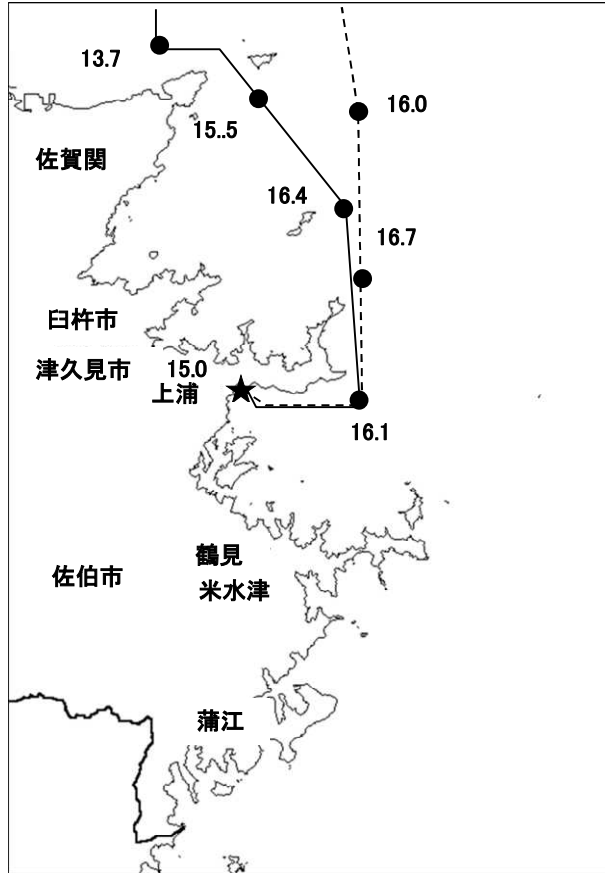 13.7
16.0
15..5
佐賀関
16.4
16.7
臼杵市
津久見市
15.0
上浦
16.1
鶴見
佐伯市
米水津
蒲江